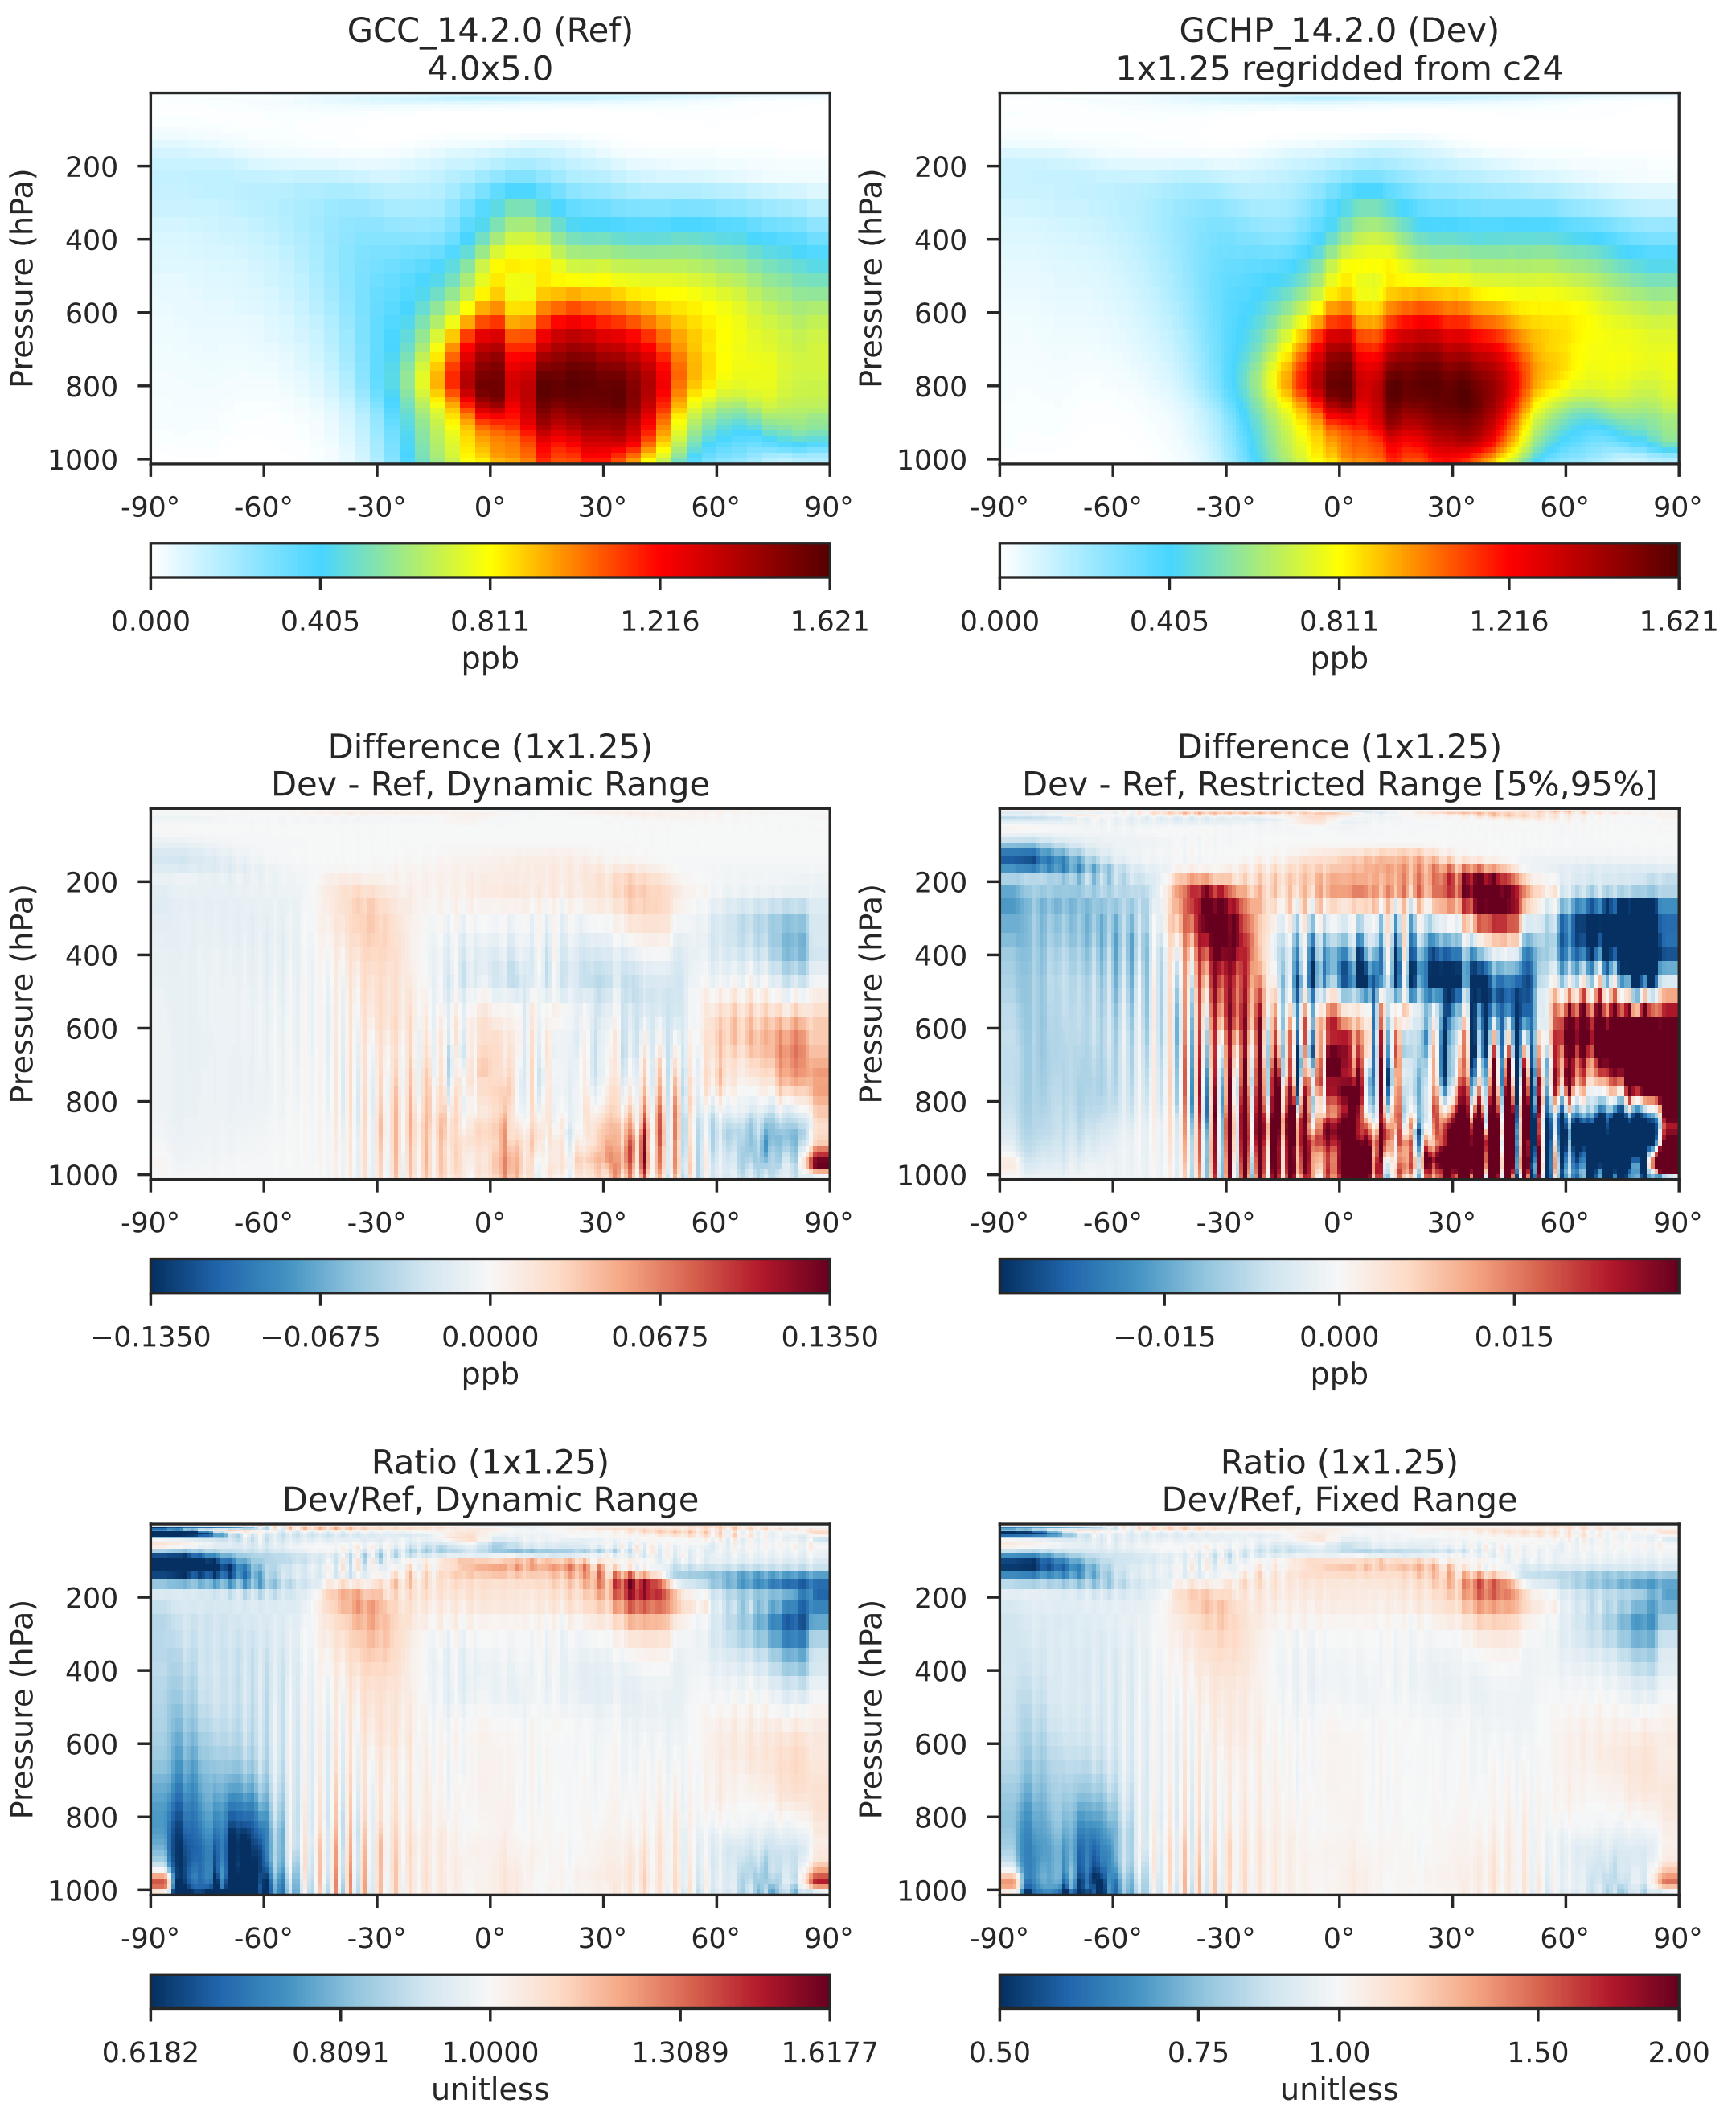 GCC_14.2.0 (Ref)
4.0x5.0
GCHP_14.2.0 (Dev)
1x1.25 regridded from c24
Pressure (hPa)
200
400
600
800
1000
-90° -60° -30° 0° 30° 60° 90°
0.000 0.405 0.811 1.216 1.621
ppb
Pressure (hPa)
200
400
600
800
1000
-90° -60° -30° 0° 30° 60° 90°
0.000 0.405 0.811 1.216 1.621
ppb
Difference (1x1.25)
Dev - Ref, Dynamic Range
Pressure (hPa)
200
400
600
800
1000
-90° -60° -30° 0° 30° 60° 90°
−0.1350 −0.0675 0.0000 0.0675 0.1350
ppb
Difference (1x1.25)
Dev - Ref, Restricted Range [5%,95%]
Pressure (hPa)
200
400
600
800
1000
-90° -60° -30° 0° 30° 60° 90°
−0.015 0.000 0.015
ppb
Ratio (1x1.25)
Dev/Ref, Dynamic Range
Pressure (hPa)
200
400
600
800
1000
-90° -60° -30° 0° 30° 60° 90°
0.6182 0.8091 1.0000 1.3089 1.6177
unitless
Ratio (1x1.25)
Dev/Ref, Fixed Range
Pressure (hPa)
200
400
600
800
1000
-90° -60° -30° 0° 30° 60° 90°
0.50 0.75 1.00 1.50 2.00
unitless